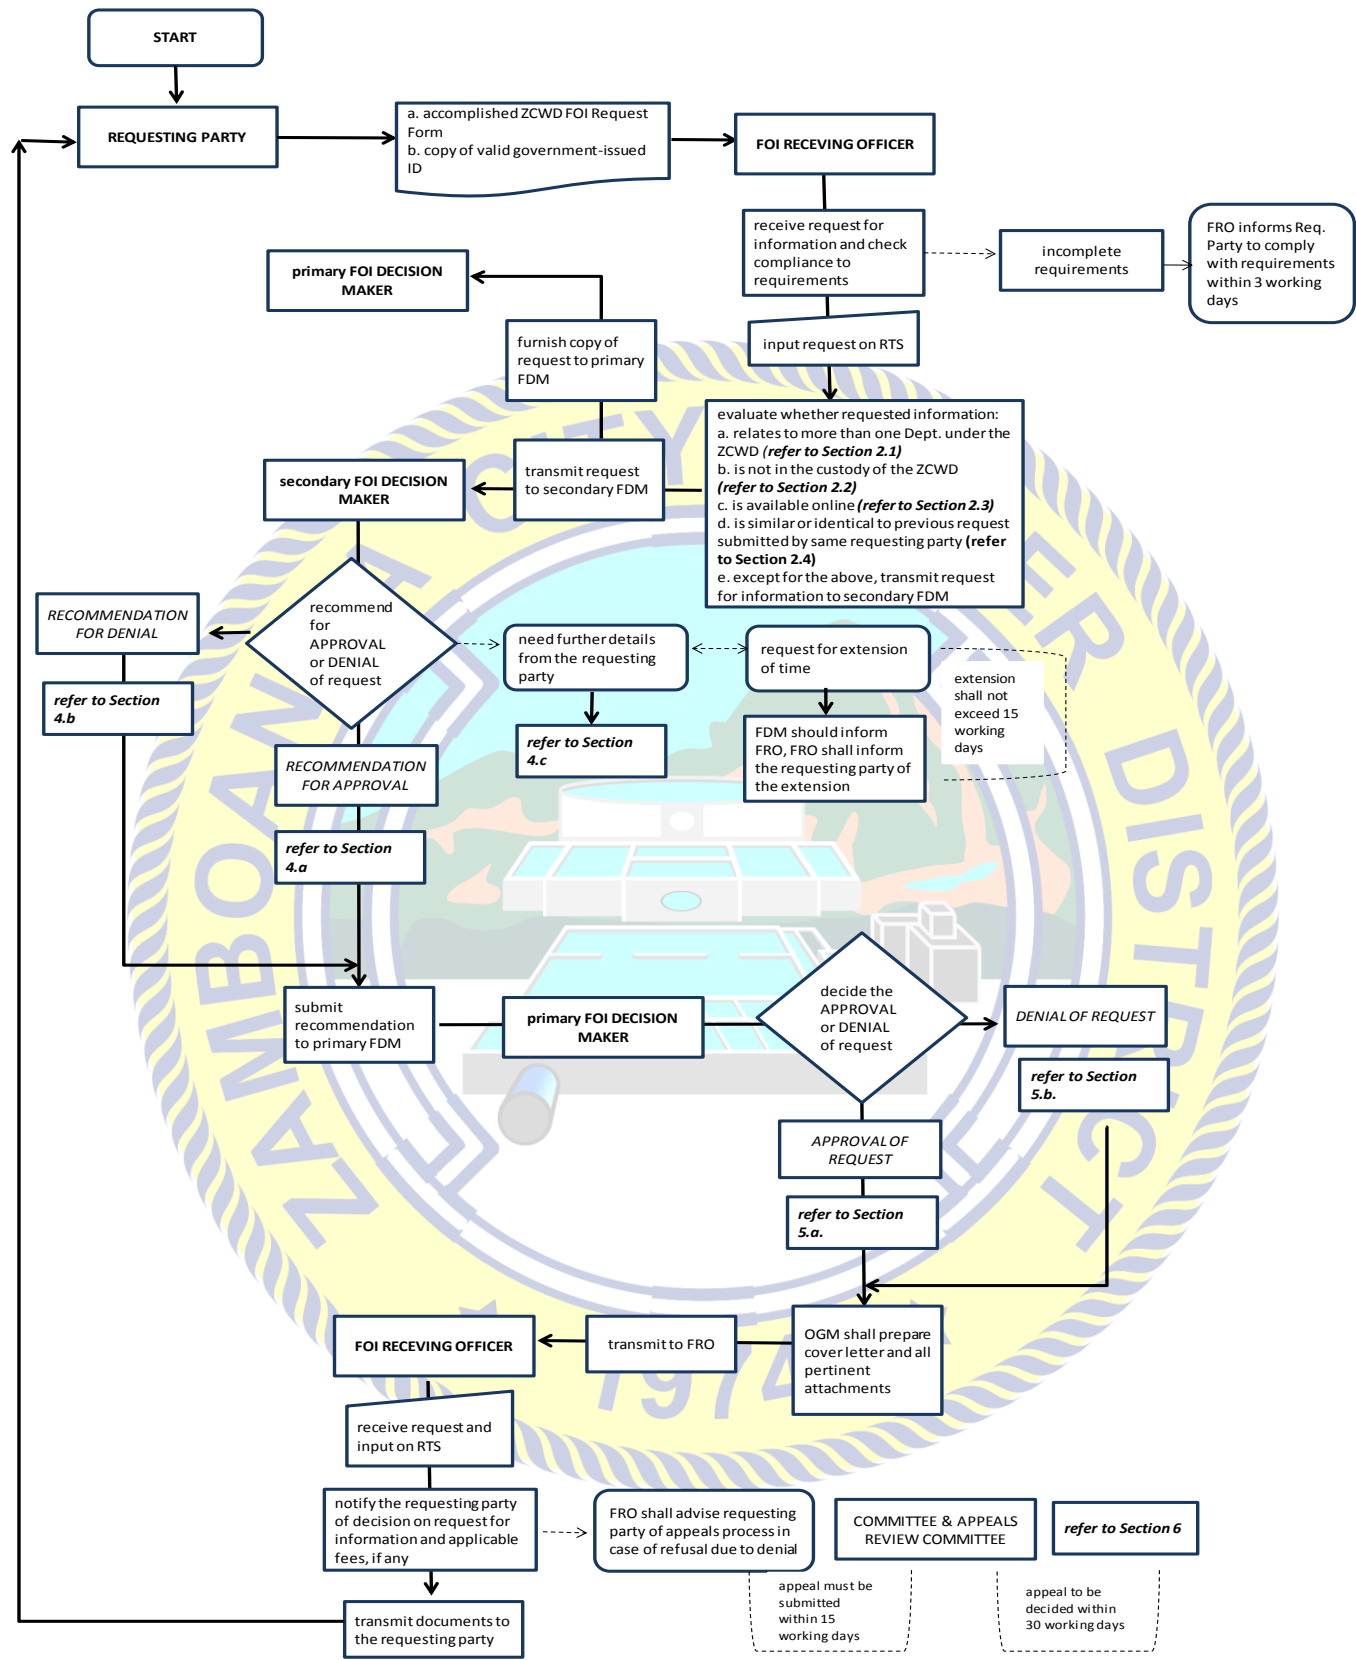 START
REQUESTING PARTY
a. accomplished ZCWD FOI Request
Form
b. copy of valid government-issued
ID
FOI RECEVING OFFICER
receive request for
information and check
compliance to
requirements
incomplete
requirements
FRO informs Req.
Party to comply
with requirements
within 3 working
days
primary FOI DECISION
MAKER
furnish copy of
request to primary
FDM
input request on RTS
evaluate whether requested information:
a. relates to more than one Dept. under the
ZCWD (refer to Section 2.1)
b. is not in the custody of the ZCWD
(refer to Section 2.2)
c. is available online (refer to Section 2.3)
d. is similar or identical to previous request
submitted by same requesting party (refer
to Section 2.4)
e. except for the above, transmit request
for information to secondary FDM
transmit request
to secondary FDM
secondary FOI DECISION
MAKER
recommend
for
APPROVAL
or DENIAL
of request
RECOMMENDATION
FOR DENIAL
refer to Section
4.b
need further details
from the requesting
party
refer to Section
4.c
request for extension
of time
FDM should inform
FRO, FRO shall inform
the requesting party of
the extension
extension
shall not
exceed 15
working
days
RECOMMENDATION
FOR APPROVAL
refer to Section
4.a
submit
recommendation
to primary FDM
primary FOI DECISION
MAKER
decide the
APPROVAL
or DENIAL
of request
DENIAL OF REQUEST
refer to Section
5.b.
APPROVAL OF
REQUEST
refer to Section
5.a.
OGM shall prepare
cover letter and all
pertinent
attachments
transmit to FRO
FOI RECEVING OFFICER
receive request and
input on RTS
notify the requesting party
of decision on request for
information and applicable
fees, if any
FRO shall advise requesting
party of appeals process in
case of refusal due to denial
COMMITTEE & APPEALS
REVIEW COMMITTEE
refer to Section 6
appeal must be
submitted
within 15
working days
appeal to be
decided within
30 working days
transmit documents to
the requesting party
DISTRICT
1974